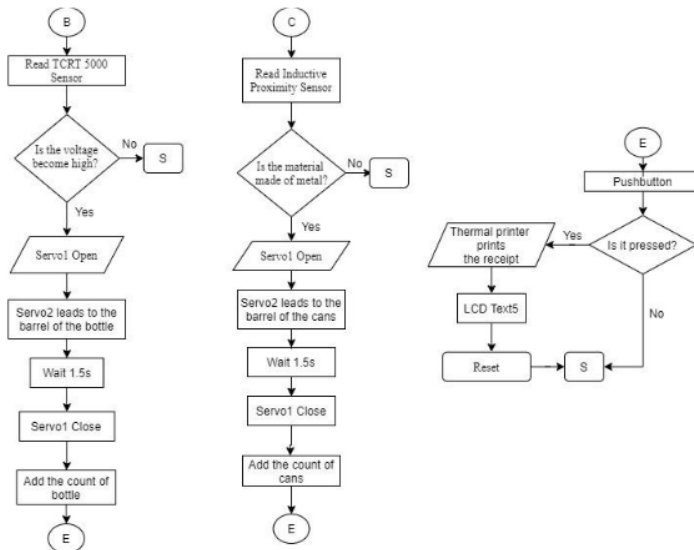 B
Read TCRT 5000
Sensor
Is the voltage
become high?
No
S
Yes
Servo1 Open
Servo2 leads to the
barrel of the bottle
Wait 1.5s
Servo1 Close
Add the count of
bottle
E
C
Read Inductive
Proximity Sensor
Is the material
made of metal?
No
S
Yes
Servo1 Open
Servo2 leads to the
barrel of the cans
Wait 1.5s
Servo1 Close
Add the count of
cans
E
E
Pushbutton
Is it pressed?
Yes
Thermal printer
prints
the receipt
LCD Text5
No
Reset
S